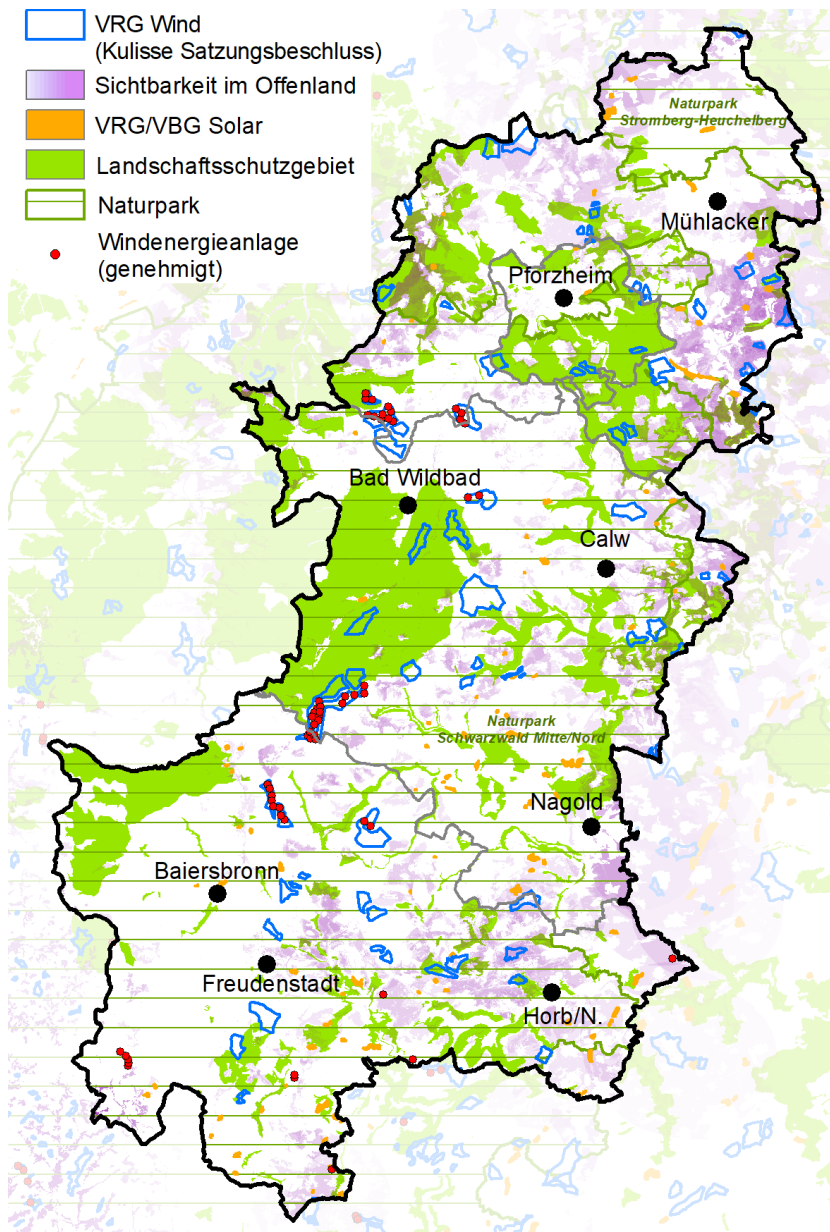 VRG Wind
(Kulisse Satzungsbeschluss)
Sichtbarkeit im Offenland
VRG/VBG Solar
Landschaftsschutzgebiet
Naturpark
Windenergieanlage
(genehmigt)
Naturpark
Stromberg-Heuchelberg
Mühlacker
Pforzheim
Bad Wildbad
Calw
Naturpark
Schwarzwald Mitte/Nord
Nagold
Baiersbronn
Freudenstadt
Horb/N.